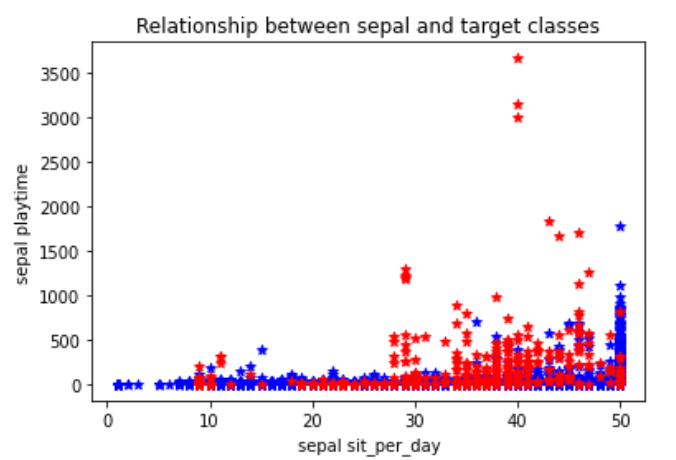 Relationship between sepal and target classes
sepal playtime
3500
3000
2500
2000
1500
1000
500
0
0 10 20 30 40 50
sepal sit_per_day